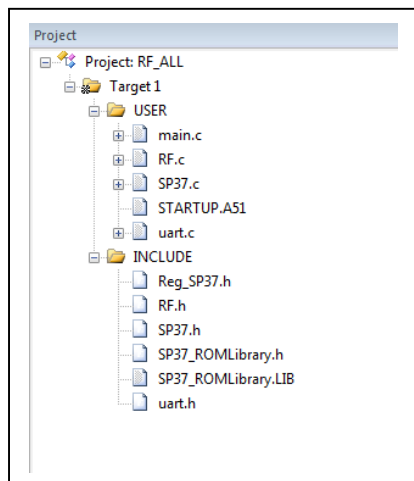 Project
Project: RF_ALL
Target 1
USER
main.c
RF.c
SP37.c
STARTUP.A51
uart.c
INCLUDE
Reg_SP37.h
RF.h
SP37.h
SP37_ROMLibrary.h
SP37_ROMLibrary.LIB
uart.h